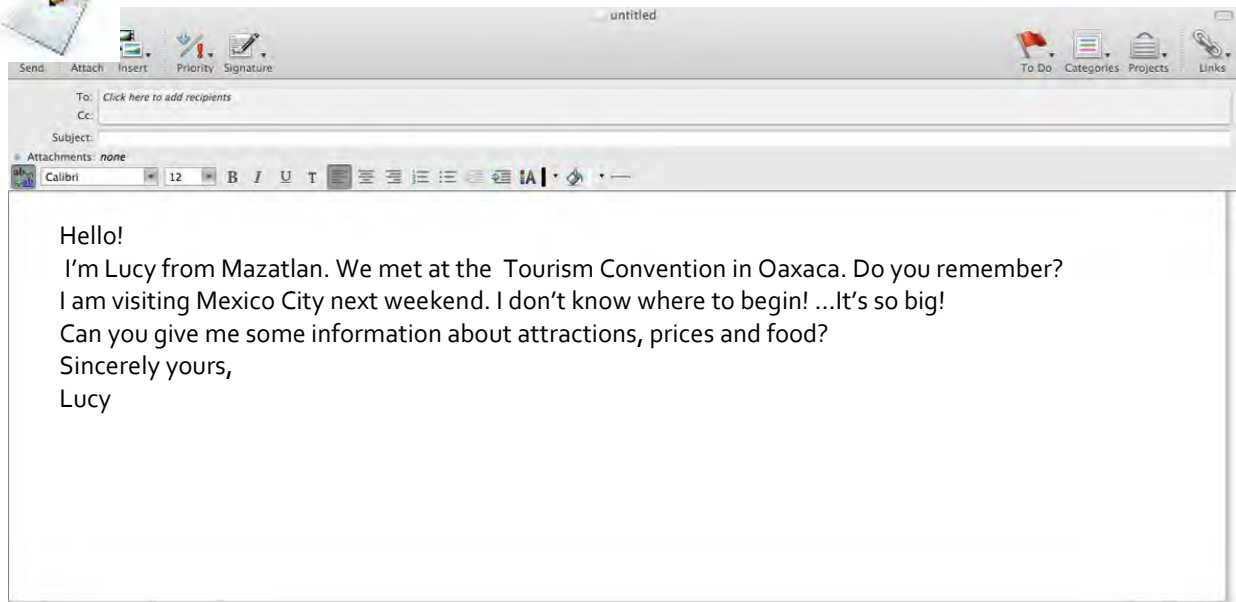 untitled
Send Attach Insert Priority Signature To Do Categories Projects Links
To: Click here to add recipients
Cc:
Subject:
Attachments: none
Calibri 12 B I U T A
Hello!
I'm Lucy from Mazatlan. We met at the Tourism Convention in Oaxaca. Do you remember?
I am visiting Mexico City next weekend. I don't know where to begin! ...It's so big!
Can you give me some information about attractions, prices and food?
Sincerely yours,
Lucy